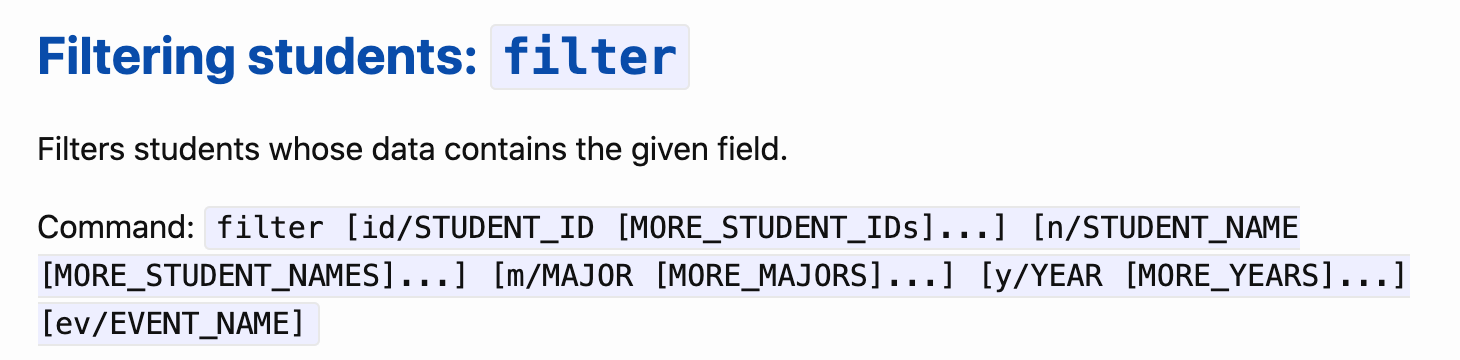 Filtering students: filter
Filters students whose data contains the given field.
Command: filter [id/STUDENT_ID [MORE_STUDENT_IDs]...] [n/STUDENT_NAME
[MORE_STUDENT_NAMES]...] [m/MAJOR [MORE_MAJORS]...] [y/YEAR [MORE_YEARS]...]
[ev/EVENT_NAME]